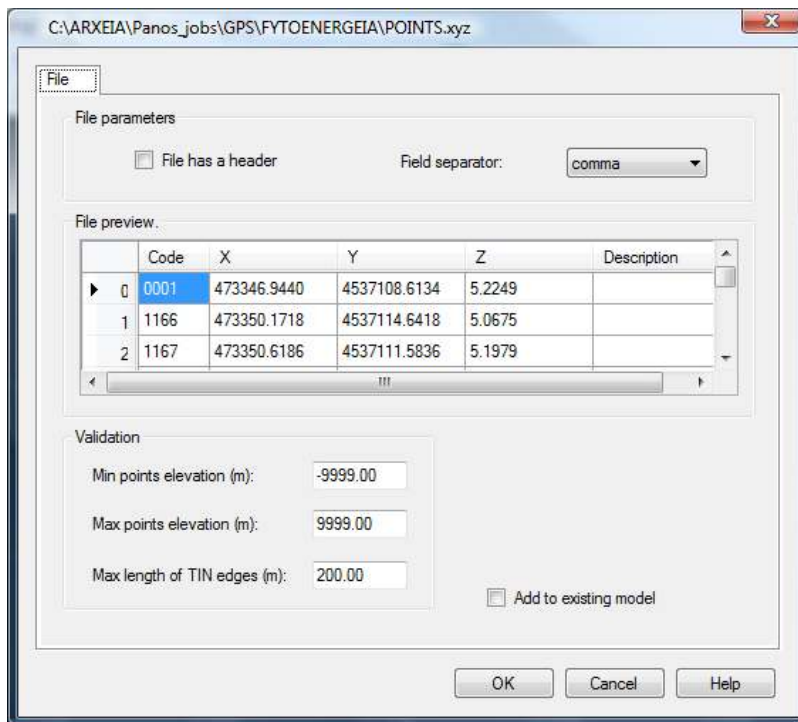 C:\ARXEIA\Panos_jobs\GPS\FYTOENERGEIA\POINTS.xyz
File
File parameters
File has a header Field separator: comma
File preview.
Code X Y Z Description
0 0001 473346.9440 4537108.6134 5.2249
1 1166 473350.1718 4537114.6418 5.0675
2 1167 473350.6186 4537111.5836 5.1979
Validation
Min points elevation (m): -9999.00
Max points elevation (m): 9999.00
Max length of TIN edges (m): 200.00
Add to existing model
OK Cancel Help